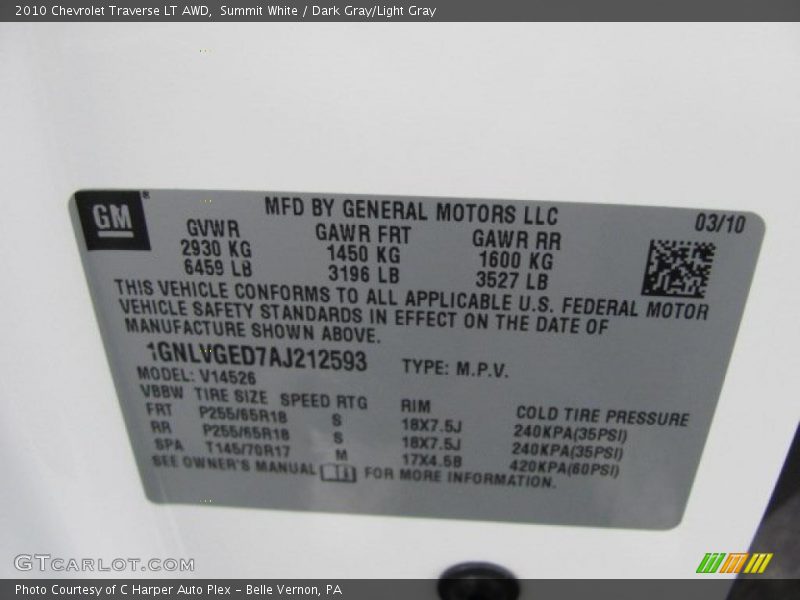 2010 Chevrolet Traverse LT AWD,  Summit White / Dark Gray/Light Gray
GM®
MFD BY GENERAL MOTORS LLC
03/10
GVWR GAWR FRT GAWR RR
2930 KG 1450 KG 1600 KG
6459 LB 3196 LB 3527 LB
THIS VEHICLE CONFORMS TO ALL APPLICABLE U.S. FEDERAL MOTOR
VEHICLE SAFETY STANDARDS IN EFFECT ON THE DATE OF
MANUFACTURE SHOWN ABOVE.
1GNLVGED7AJ212593 TYPE: M.P.V.
MODEL: V14526
VBBW TIRE SIZE SPEED RTG RIM COLD TIRE PRESSURE
FRT P255/65R18 S 18X7.5J 240KPA(35PSI)
RR P255/65R18 S 18X7.5J 240KPA(35PSI)
SPA T145/70R17 M 17X4.5B 420KPA(60PSI)
SEE OWNER'S MANUAL FOR MORE INFORMATION.
GTCARLOT.COM
Photo Courtesy of C Harper Auto Plex - Belle Vernon, PA